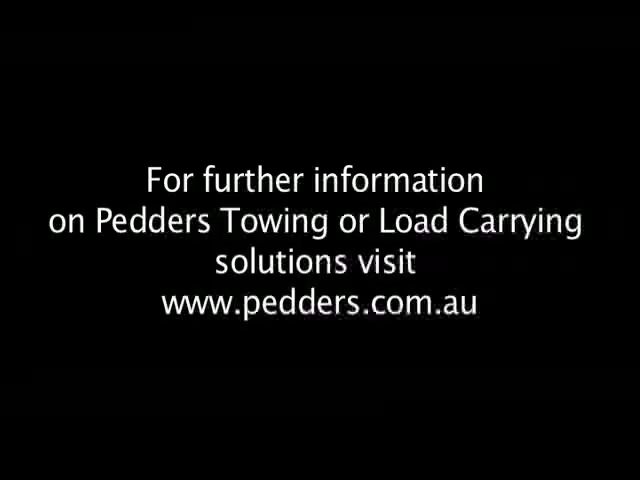 For further information
on Pedders Towing or Load Carrying
solutions visit
www.pedders.com.au